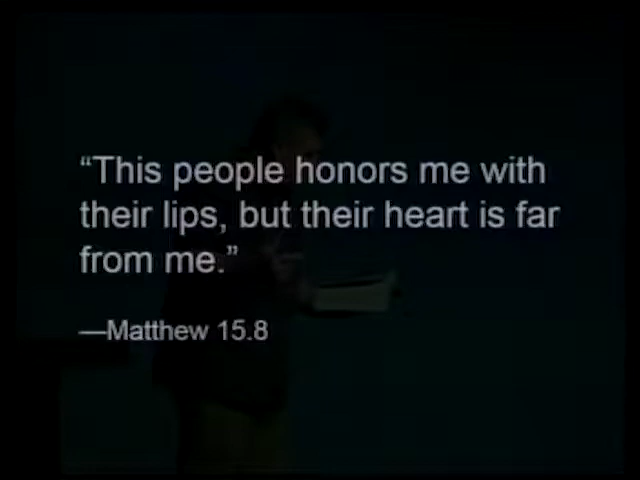 “This people honors me with
their lips, but their heart is far
from me.”
—Matthew 15.8